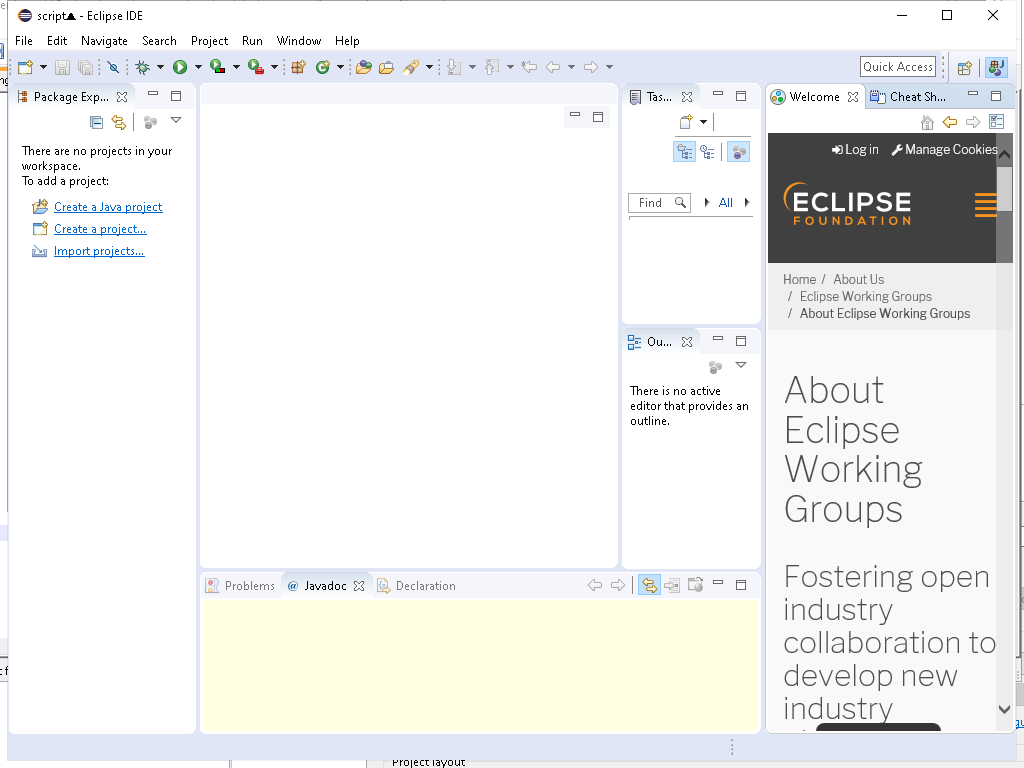 script▲ - Eclipse IDE
File Edit Navigate Search Project Run Window Help
Quick Access
Package Exp...
There are no projects in your
workspace.
To add a project:
Create a Java project
Create a project...
Import projects...
Tas...
Find
All
Ou...
There is no active
editor that provides an
outline.
Problems
@ Javadoc
Declaration
Welcome
Cheat Sh...
Log in
Manage Cookies
ECLIPSE
FOUNDATION
Home / About Us
/ Eclipse Working Groups
/ About Eclipse Working Groups
About
Eclipse
Working
Groups
Fostering open
industry
collaboration to
develop new
industry
Project layout